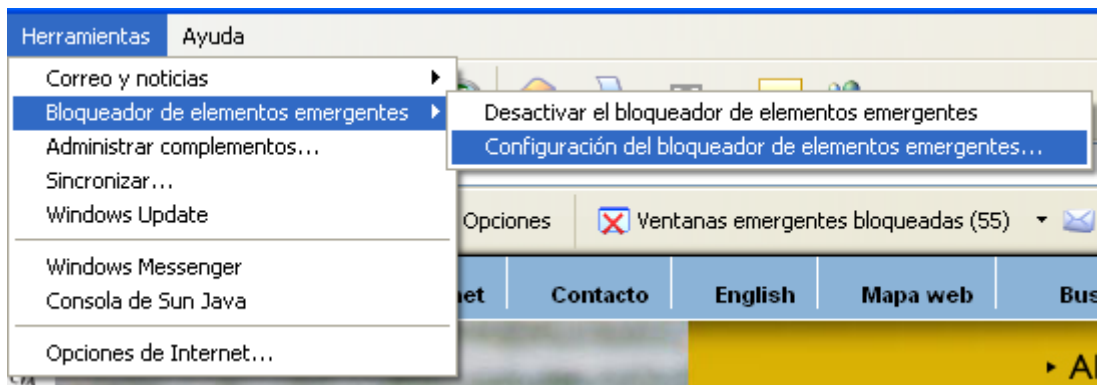 Herramientas Ayuda
Correo y noticias
Bloqueador de elementos emergentes
Administrar complementos...
Sincronizar...
Windows Update
Windows Messenger
Consola de Sun Java
Opciones de Internet...
Desactivar el bloqueador de elementos emergentes
Configuración del bloqueador de elementos emergentes...
Opciones Ventanas emergentes bloqueadas (55)
Contacto English Mapa web